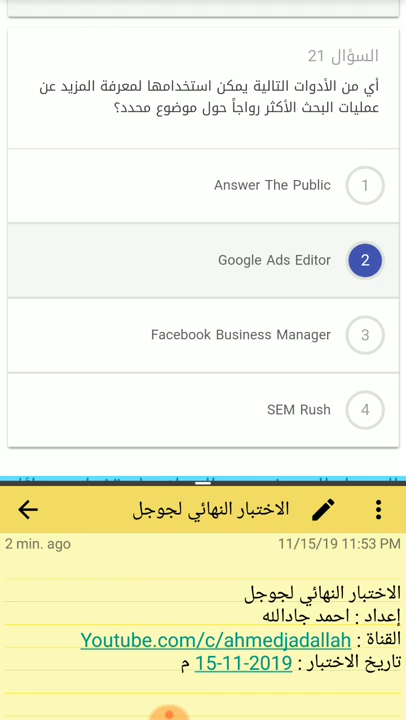 السؤال 21
أي من الأدوات التالية يمكن استخدامها لمعرفة المزيد عن
عمليات البحث الأكثر رواجاً حول موضوع محدد؟
Answer The Public 1
Google Ads Editor 2
Facebook Business Manager 3
SEM Rush 4
الاختبار النهائي لجوجل
2 min. ago
11/15/19 11:53 PM
الاختبار النهائي لجوجل
إعداد : احمد جادالله
القناة : Youtube.com/c/ahmedjadallah
تاريخ الاختبار : 15-11-2019 م